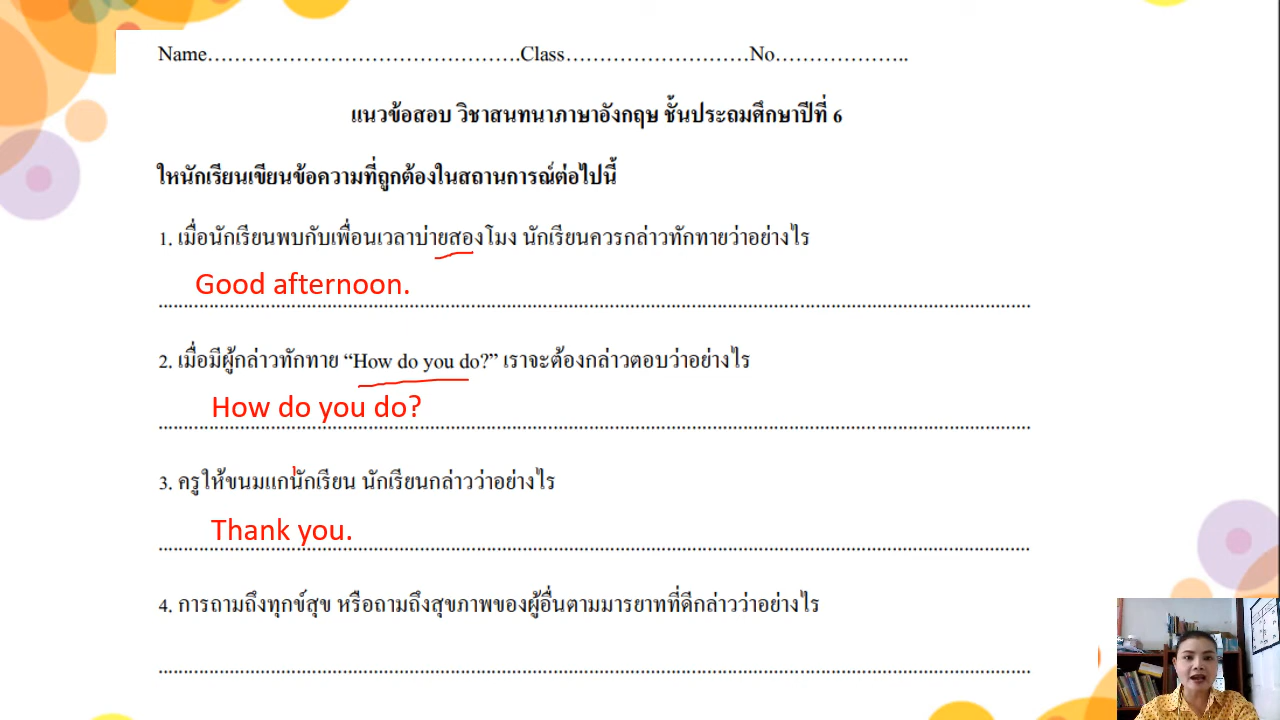 Name…………………………………………Class………………………No………………..
แนวข้อสอบ วิชาสนทนาภาษาอังกฤษ ชั้นประถมศึกษาปีที่ 6
ใหนักเรียนเขียนข้อความที่ถูกต้องในสถานการณ์ต่อไปนี้
1. เมื่อนักเรียนพบกับเพื่อนเวลาบ่ายสองโมง นักเรียนควรกล่าวทักทายว่าอย่างไร
Good afternoon.
2. เมื่อมีผู้กล่าวทักทาย “How do you do?” เราจะต้องกล่าวตอบว่าอย่างไร
How do you do?
3. ครูให้ขนมแก่นักเรียน นักเรียนกล่าวว่าอย่างไร
Thank you.
4. การถามถึงทุกข์สุข หรือถามถึงสุขภาพของผู้อื่นตามมารยาทที่ดีกล่าวว่าอย่างไร